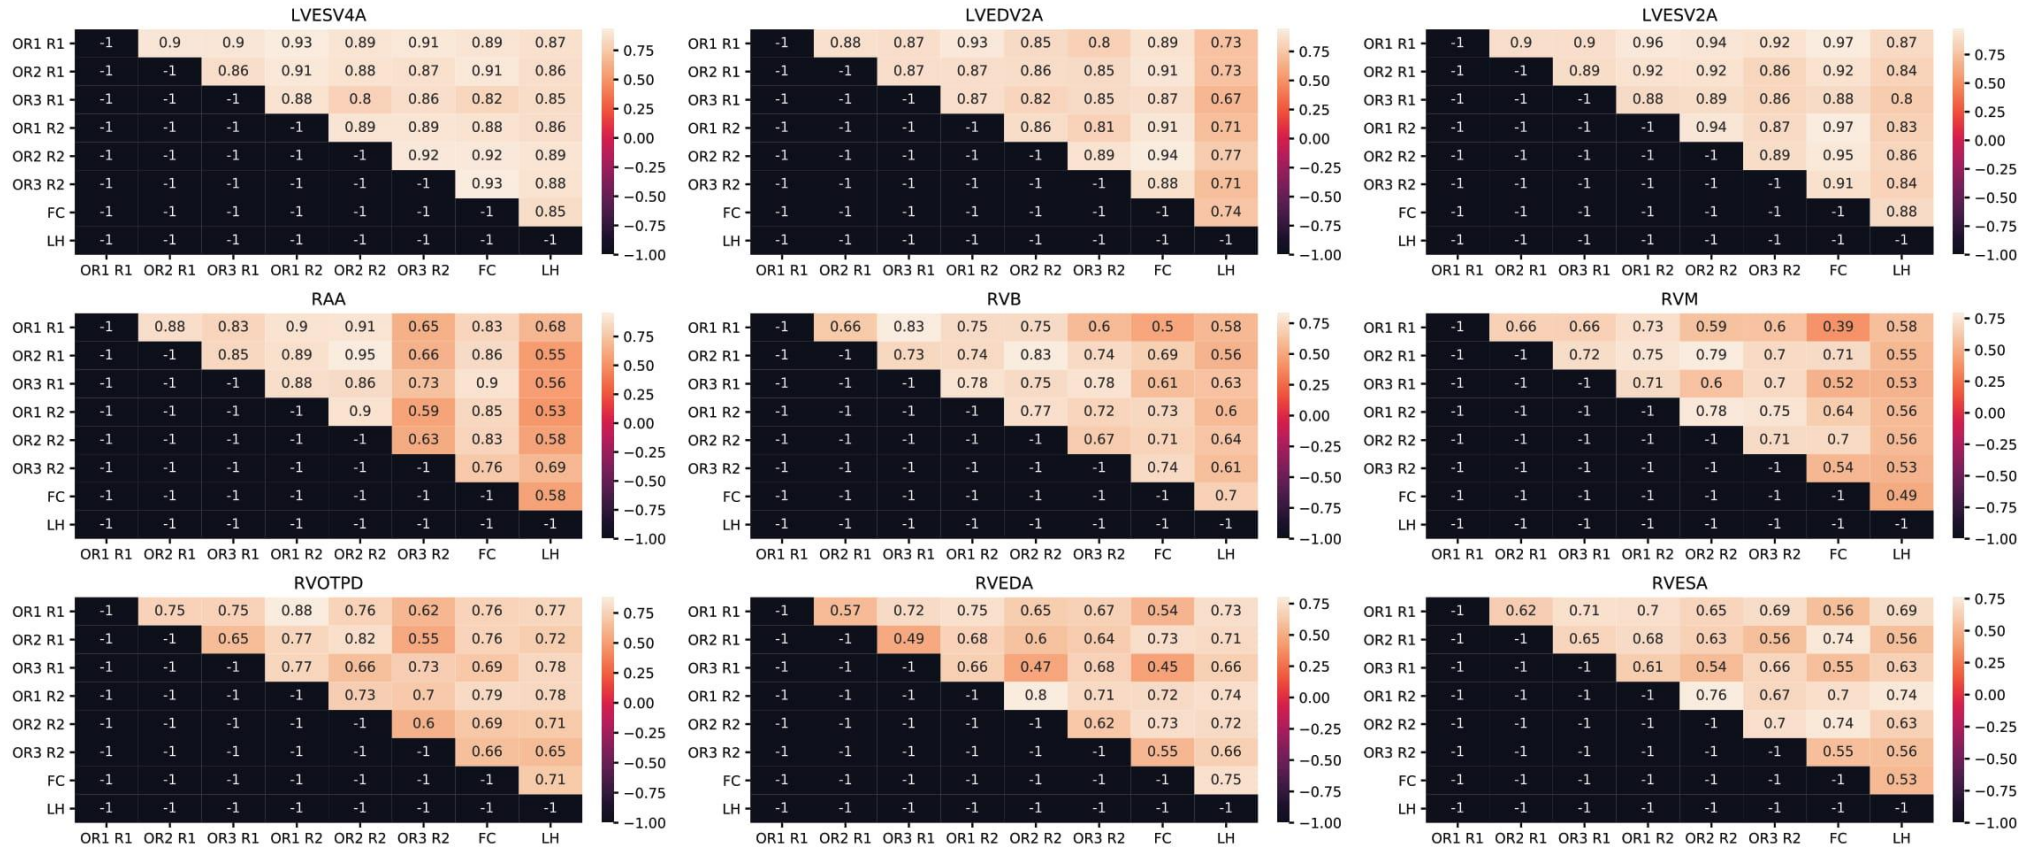 LVESV4A LVEDV2A LVESV2A
OR1 R1 -1 0.9 0.9 0.93 0.89 0.91 0.89 0.87 0.75 OR1 R1 -1 0.88 0.87 0.93 0.85 0.8 0.89 0.73 0.75 OR1 R1 -1 0.9 0.9 0.96 0.94 0.92 0.97 0.87 0.75
OR2 R1 -1 -1 0.86 0.91 0.88 0.87 0.91 0.86 0.50 OR2 R1 -1 -1 0.87 0.87 0.86 0.85 0.91 0.73 0.50 OR2 R1 -1 -1 0.89 0.92 0.92 0.86 0.92 0.84 0.50
OR3 R1 -1 -1 -1 0.88 0.8 0.86 0.82 0.85 0.25 OR3 R1 -1 -1 -1 0.87 0.82 0.85 0.87 0.67 0.25 OR3 R1 -1 -1 -1 0.88 0.89 0.86 0.88 0.8 0.25
OR1 R2 -1 -1 -1 -1 0.89 0.89 0.88 0.86 0.00 OR1 R2 -1 -1 -1 -1 0.86 0.81 0.91 0.71 0.00 OR1 R2 -1 -1 -1 -1 0.94 0.87 0.97 0.83 0.00
OR2 R2 -1 -1 -1 -1 -1 0.92 0.92 0.89 −0.25 OR2 R2 -1 -1 -1 -1 -1 0.89 0.94 0.77 −0.25 OR2 R2 -1 -1 -1 -1 -1 0.89 0.95 0.86 −0.25
OR3 R2 -1 -1 -1 -1 -1 -1 0.93 0.88 −0.50 OR3 R2 -1 -1 -1 -1 -1 -1 0.88 0.71 −0.50 OR3 R2 -1 -1 -1 -1 -1 -1 0.91 0.84 −0.50
FC -1 -1 -1 -1 -1 -1 -1 0.85 −0.75 FC -1 -1 -1 -1 -1 -1 -1 0.74 −0.75 FC -1 -1 -1 -1 -1 -1 -1 0.88 −0.75
LH -1 -1 -1 -1 -1 -1 -1 -1 −1.00 LH -1 -1 -1 -1 -1 -1 -1 -1 −1.00 LH -1 -1 -1 -1 -1 -1 -1 -1 −1.00
OR1 R1 OR2 R1 OR3 R1 OR1 R2 OR2 R2 OR3 R2 FC LH OR1 R1 OR2 R1 OR3 R1 OR1 R2 OR2 R2 OR3 R2 FC LH OR1 R1 OR2 R1 OR3 R1 OR1 R2 OR2 R2 OR3 R2 FC LH
RAA RVB RVM
OR1 R1 -1 0.88 0.83 0.9 0.91 0.65 0.83 0.68 0.75 OR1 R1 -1 0.66 0.83 0.75 0.75 0.6 0.5 0.58 0.75 OR1 R1 -1 0.66 0.66 0.73 0.59 0.6 0.39 0.58 0.75
OR2 R1 -1 -1 0.85 0.89 0.95 0.66 0.86 0.55 0.50 OR2 R1 -1 -1 0.73 0.74 0.83 0.74 0.69 0.56 0.50 OR2 R1 -1 -1 0.72 0.75 0.79 0.7 0.71 0.55 0.50
OR3 R1 -1 -1 -1 0.88 0.86 0.73 0.9 0.56 0.25 OR3 R1 -1 -1 -1 0.78 0.75 0.78 0.61 0.63 0.25 OR3 R1 -1 -1 -1 0.71 0.6 0.7 0.52 0.53 0.25
OR1 R2 -1 -1 -1 -1 0.9 0.59 0.85 0.53 0.00 OR1 R2 -1 -1 -1 -1 0.77 0.72 0.73 0.6 0.00 OR1 R2 -1 -1 -1 -1 0.78 0.75 0.64 0.56 0.00
OR2 R2 -1 -1 -1 -1 -1 0.63 0.83 0.58 −0.25 OR2 R2 -1 -1 -1 -1 -1 0.67 0.71 0.64 −0.25 OR2 R2 -1 -1 -1 -1 -1 0.71 0.7 0.56 −0.25
OR3 R2 -1 -1 -1 -1 -1 -1 0.76 0.69 −0.50 OR3 R2 -1 -1 -1 -1 -1 -1 0.74 0.61 −0.50 OR3 R2 -1 -1 -1 -1 -1 -1 0.54 0.53 −0.50
FC -1 -1 -1 -1 -1 -1 -1 0.58 −0.75 FC -1 -1 -1 -1 -1 -1 -1 0.7 −0.75 FC -1 -1 -1 -1 -1 -1 -1 0.49 −0.75
LH -1 -1 -1 -1 -1 -1 -1 -1 −1.00 LH -1 -1 -1 -1 -1 -1 -1 -1 −1.00 LH -1 -1 -1 -1 -1 -1 -1 -1 −1.00
OR1 R1 OR2 R1 OR3 R1 OR1 R2 OR2 R2 OR3 R2 FC LH OR1 R1 OR2 R1 OR3 R1 OR1 R2 OR2 R2 OR3 R2 FC LH OR1 R1 OR2 R1 OR3 R1 OR1 R2 OR2 R2 OR3 R2 FC LH
RVOTPD RVEDA RVESA
OR1 R1 -1 0.75 0.75 0.88 0.76 0.62 0.76 0.77 0.75 OR1 R1 -1 0.57 0.72 0.75 0.65 0.67 0.54 0.73 0.75 OR1 R1 -1 0.62 0.71 0.7 0.65 0.69 0.56 0.69 0.75
OR2 R1 -1 -1 0.65 0.77 0.82 0.55 0.76 0.72 0.50 OR2 R1 -1 -1 0.49 0.68 0.6 0.64 0.73 0.71 0.50 OR2 R1 -1 -1 0.65 0.68 0.63 0.56 0.74 0.56 0.50
OR3 R1 -1 -1 -1 0.77 0.66 0.73 0.69 0.78 0.25 OR3 R1 -1 -1 -1 0.66 0.47 0.68 0.45 0.66 0.25 OR3 R1 -1 -1 -1 0.61 0.54 0.66 0.55 0.63 0.25
OR1 R2 -1 -1 -1 -1 0.73 0.7 0.79 0.78 0.00 OR1 R2 -1 -1 -1 -1 0.8 0.71 0.72 0.74 0.00 OR1 R2 -1 -1 -1 -1 0.76 0.67 0.7 0.74 0.00
OR2 R2 -1 -1 -1 -1 -1 0.6 0.69 0.71 −0.25 OR2 R2 -1 -1 -1 -1 -1 0.62 0.73 0.72 −0.25 OR2 R2 -1 -1 -1 -1 -1 0.7 0.74 0.63 −0.25
OR3 R2 -1 -1 -1 -1 -1 -1 0.66 0.65 −0.50 OR3 R2 -1 -1 -1 -1 -1 -1 0.55 0.66 −0.50 OR3 R2 -1 -1 -1 -1 -1 -1 0.55 0.56 −0.50
FC -1 -1 -1 -1 -1 -1 -1 0.71 −0.75 FC -1 -1 -1 -1 -1 -1 -1 0.75 −0.75 FC -1 -1 -1 -1 -1 -1 -1 0.53 −0.75
LH -1 -1 -1 -1 -1 -1 -1 -1 −1.00 LH -1 -1 -1 -1 -1 -1 -1 -1 −1.00 LH -1 -1 -1 -1 -1 -1 -1 -1 −1.00
OR1 R1 OR2 R1 OR3 R1 OR1 R2 OR2 R2 OR3 R2 FC LH OR1 R1 OR2 R1 OR3 R1 OR1 R2 OR2 R2 OR3 R2 FC LH OR1 R1 OR2 R1 OR3 R1 OR1 R2 OR2 R2 OR3 R2 FC LH